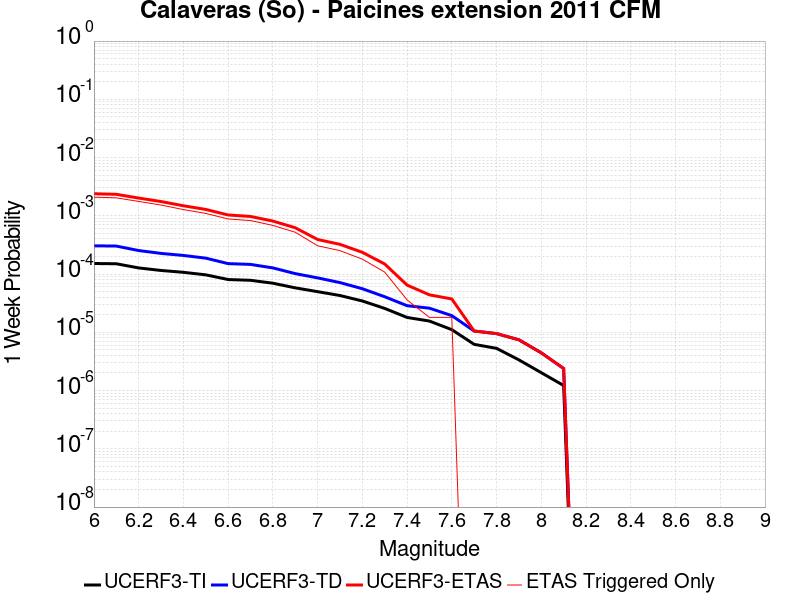 Calaveras (So) - Paicines extension 2011 CFM
10^0
10^-1
10^-2
10^-3
10^-4
10^-5
10^-6
10^-7
10^-8
1 Week Probability
6 6.2 6.4 6.6 6.8 7 7.2 7.4 7.6 7.8 8 8.2 8.4 8.6 8.8 9
Magnitude
UCERF3-TI UCERF3-TD UCERF3-ETAS ETAS Triggered Only